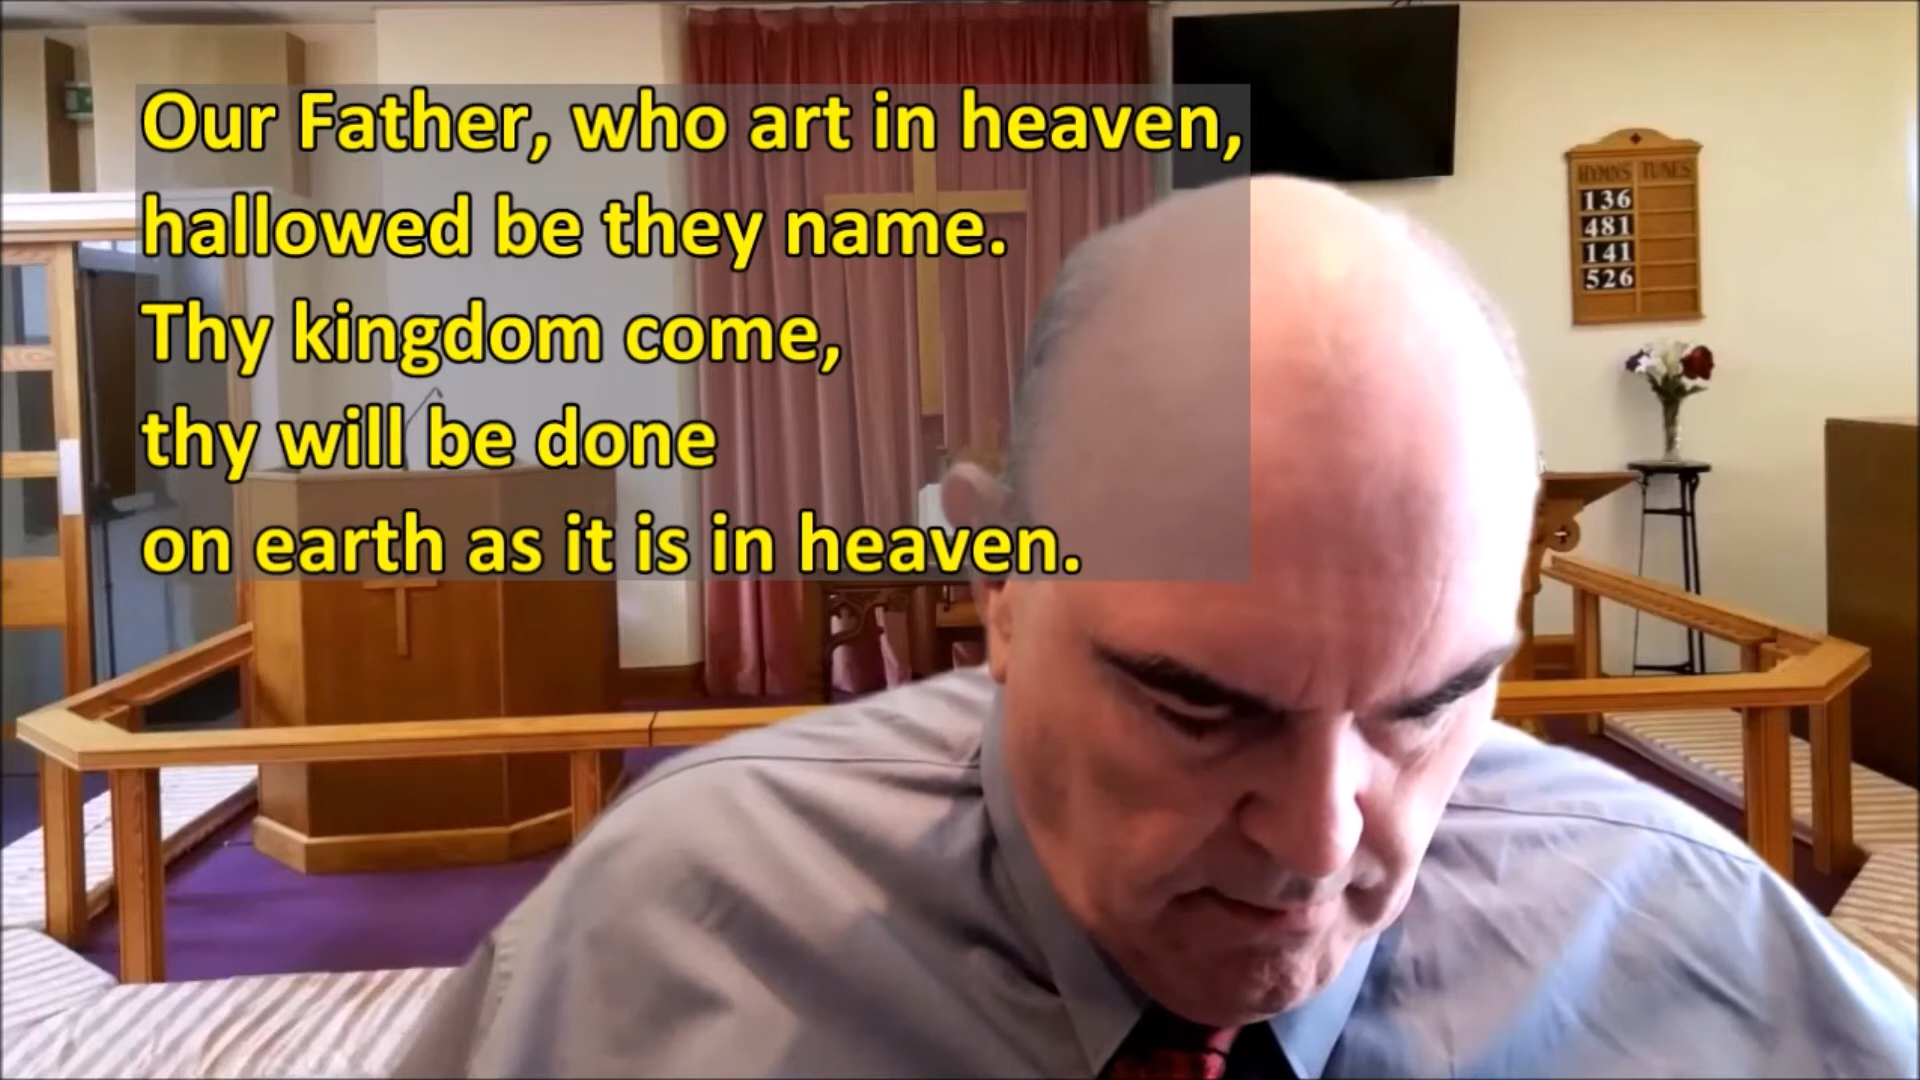 Our Father, who art in heaven,
hallowed be they name.
Thy kingdom come,
thy will be done
on earth as it is in heaven.
HYMNS TUNES
136
481
141
526